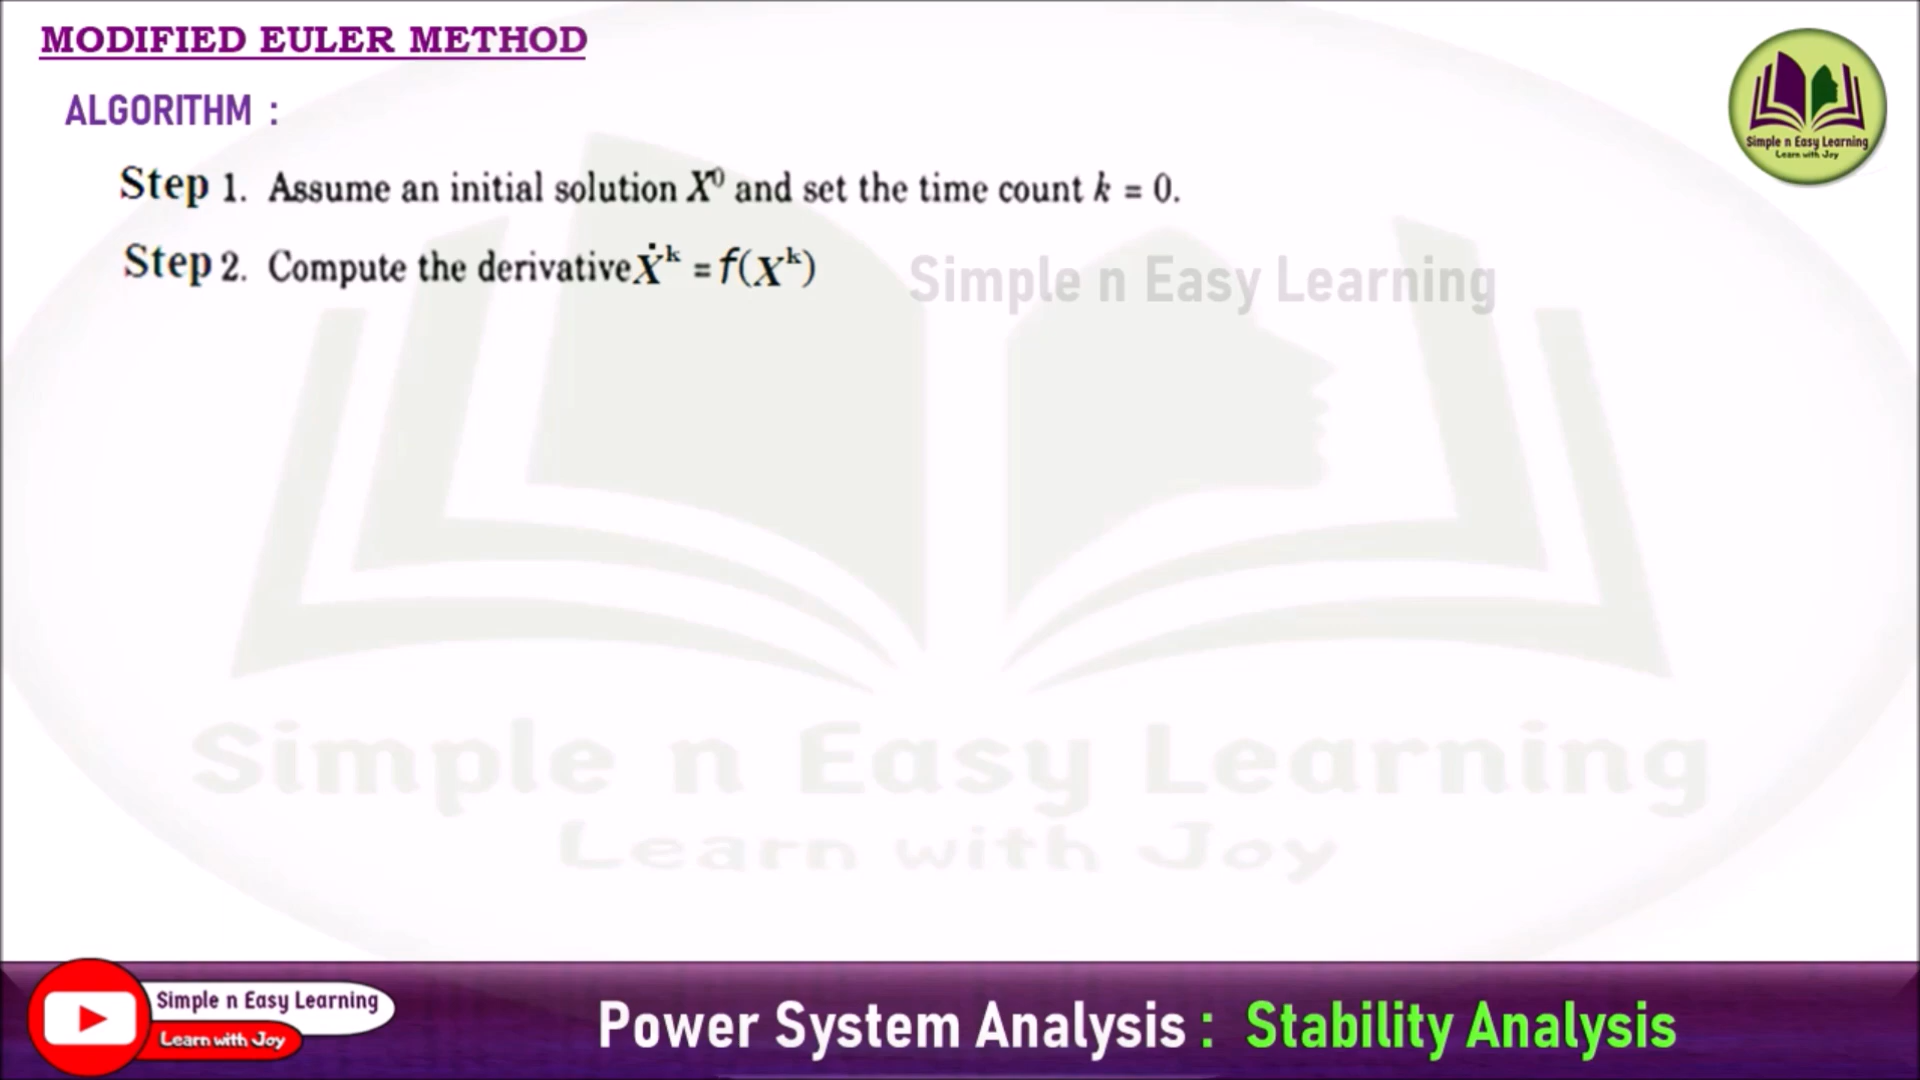 MODIFIED EULER METHOD
ALGORITHM :
Simple n Easy Learning
Learn with Joy
Step 1. Assume an initial solution X⁰ and set the time count k = 0.
Step 2. Compute the derivative Ẋᵏ = f(Xᵏ)
Simple n Easy Learning
Simple n Easy Learning
Learn with Joy
Simple n Easy Learning
Learn with Joy
Power System Analysis : Stability Analysis